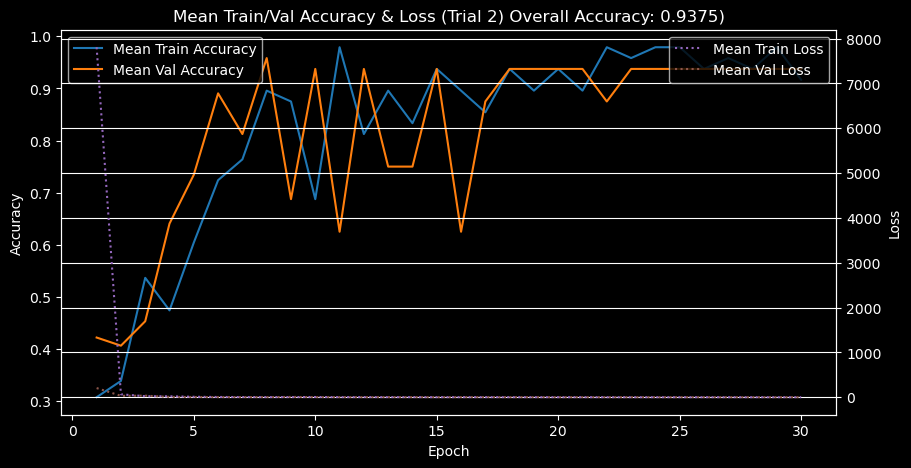 Mean Train/Val Accuracy & Loss (Trial 2) Overall Accuracy: 0.9375)
Mean Train Accuracy
Mean Val Accuracy
Mean Train Loss
Mean Val Loss
Accuracy
1.0
0.9
0.8
0.7
0.6
0.5
0.4
0.3
8000
7000
6000
5000
4000
3000
2000
1000
0
Loss
0 5 10 15 20 25 30
Epoch